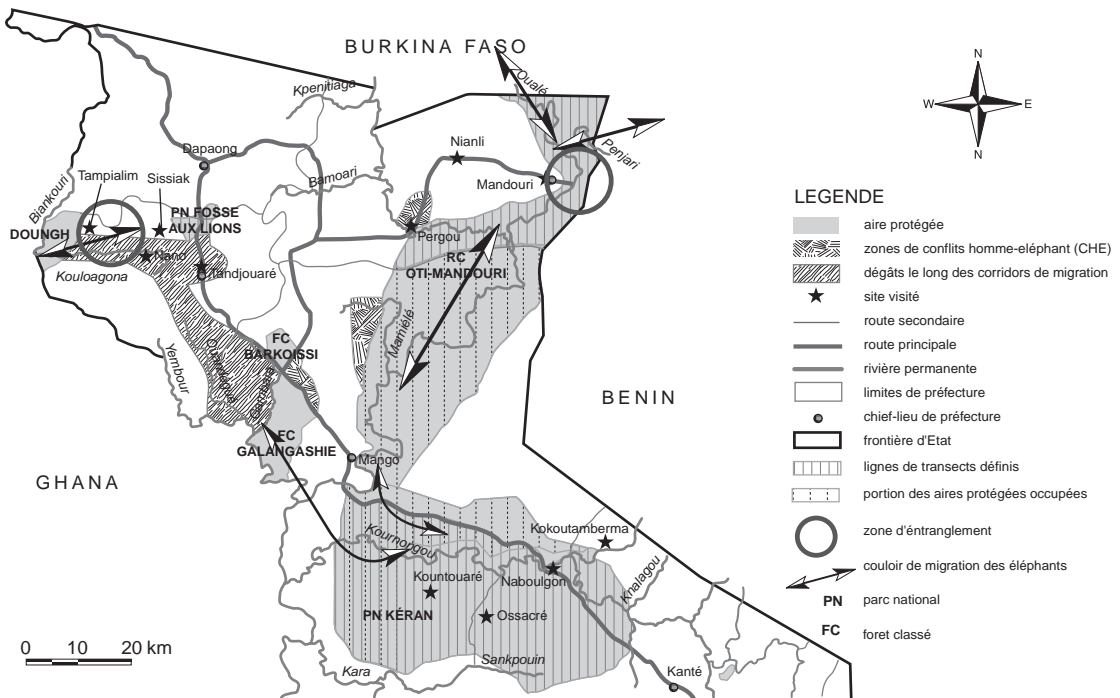 BURKINA FASO
Oualé
Kpenitiaga
Penjari
Nianli
Dapaong
Bamoari
Mandouri
Tampialim
Sissiak
Biankouri
PN FOSSE
AUX LIONS
DOUNGH
Pergou
Nano
RC
OTI-MANDOURI
Kouloagona
Tandjouaré
Mamiélé
FC
BARKOISSI
Yembour
BENIN
FC
GALANGASHIE
Mango
GHANA
Kokoutamberma
Koumongou
Naboulgon
Kountouaré
PN KÉRAN
Ossacré
Sankpouin
Kara
Kanté
0 10 20 km
N
W
E
N
LEGENDE
aire protégée
zones de conflits homme-eléphant (CHE)
dégâts le long des corridors de migration
site visité
route secondaire
route principale
rivière permanente
limites de préfecture
chief-lieu de préfecture
frontière d'Etat
lignes de transects définis
portion des aires protégées occupées
zone d'éntranglement
couloir de migration des éléphants
PN parc national
FC foret classé